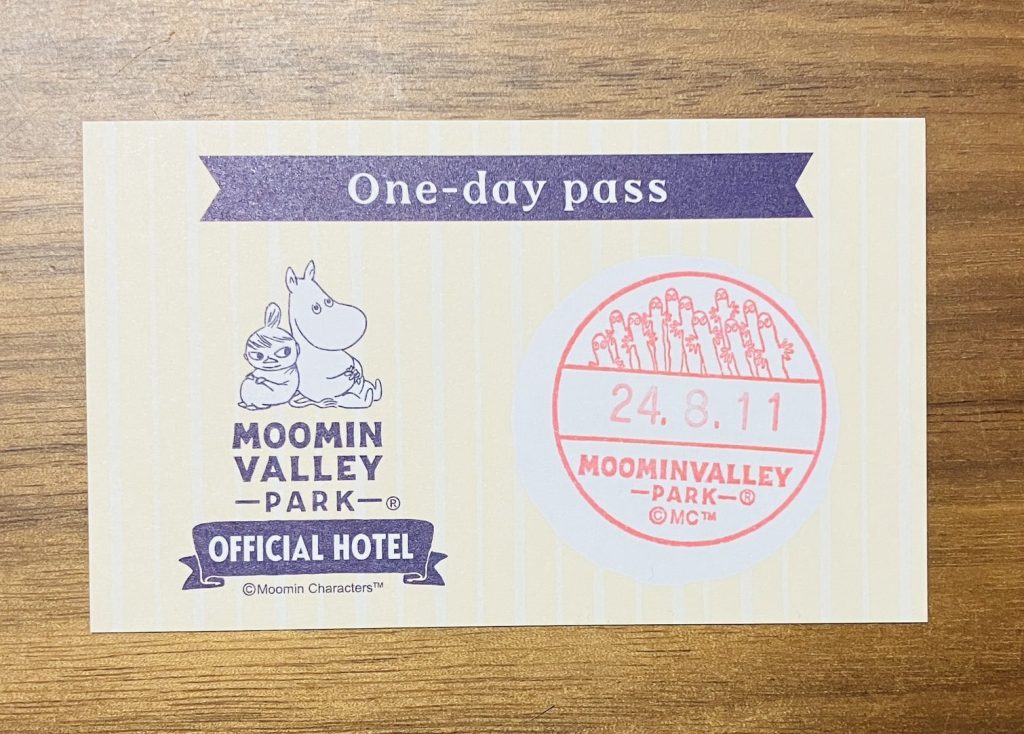 One-day pass
MOOMIN
VALLEY
—PARK—®
OFFICIAL HOTEL
©Moomin Characters™
24. 8. 11
MOOMINVALLEY
—PARK—®
©MC™